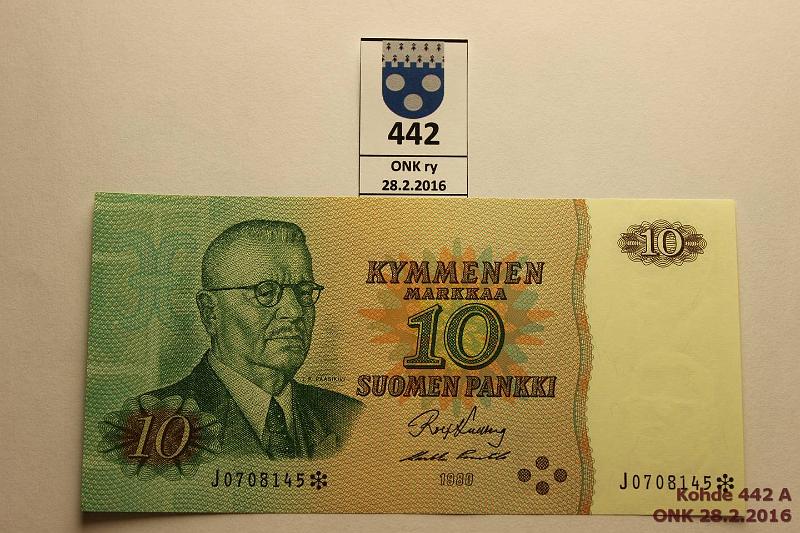 442
ONK ry
28.2.2016
10
KYMMENEN
MARKKAA
10
SUOMEN PANKKI
J.K. PAASIKIVI
10
J0708145*
1980
J0708145*
Kohde 442 A
ONK 28.2.2016